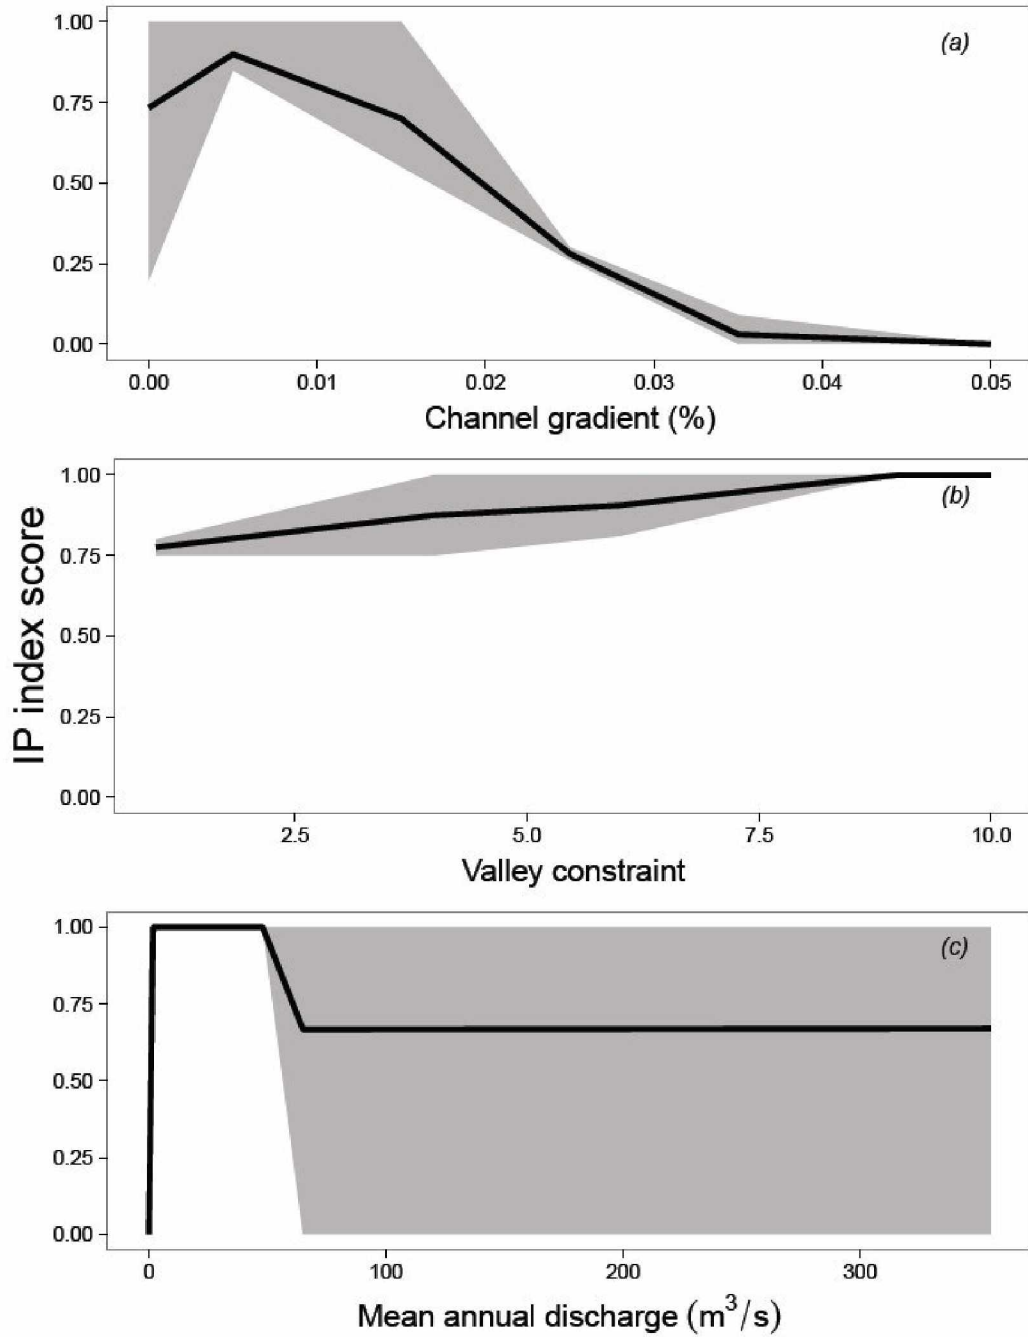 1.00
0.75
0.50
0.25
0.00
(a)
0.00 0.01 0.02 0.03 0.04 0.05
Channel gradient (%)
IP index score
1.00
0.75
0.50
0.25
0.00
(b)
2.5 5.0 7.5 10.0
Valley constraint
1.00
0.75
0.50
0.25
0.00
(c)
0 100 200 300
Mean annual discharge (m³/s)